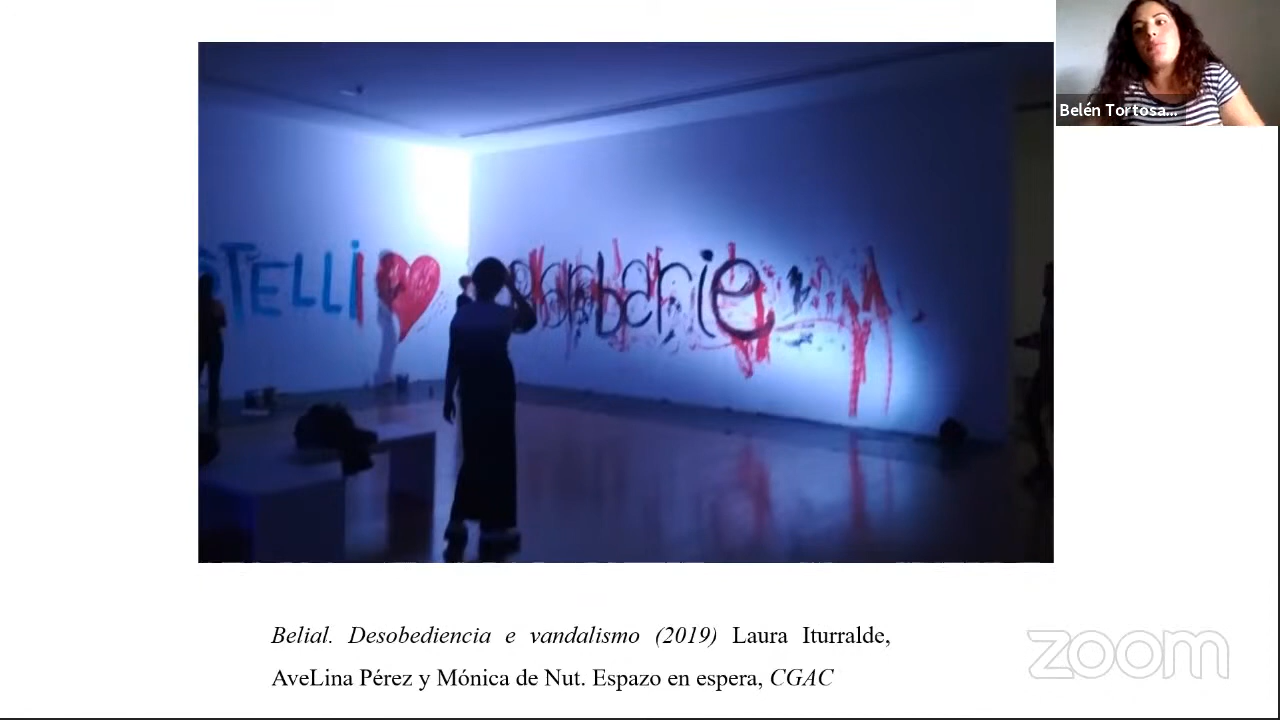 Belén Tortosa...
TELLI
barbarie
Belial. Desobediencia e vandalismo (2019) Laura Iturralde,
AveLina Pérez y Mónica de Nut. Espazo en espera, CGAC
zoom